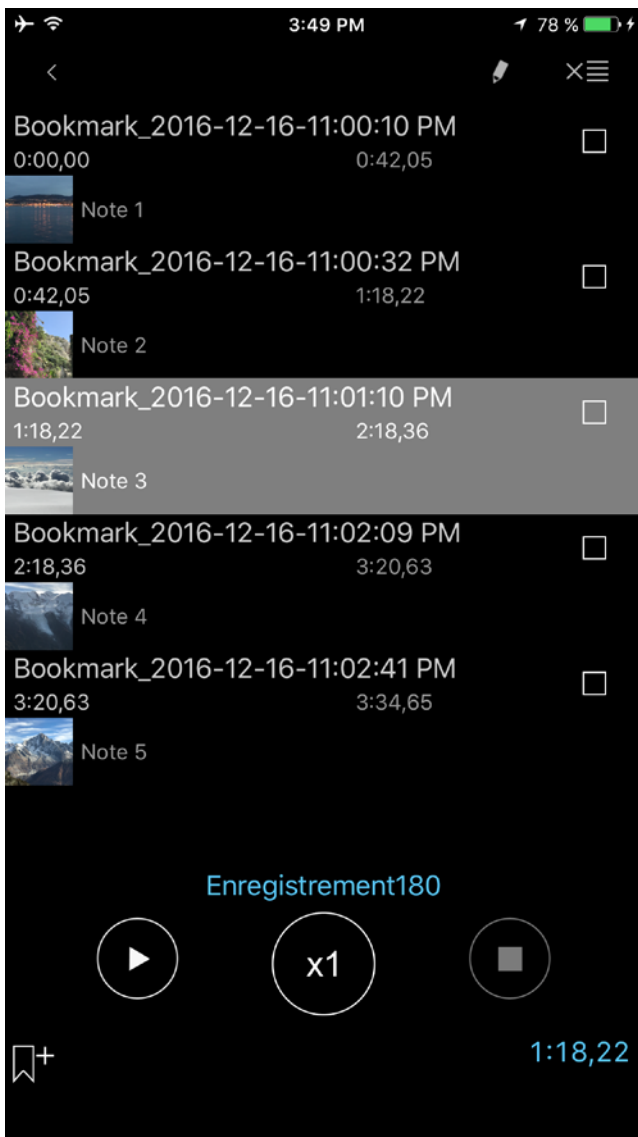 3:49 PM 78 %
Bookmark_2016-12-16-11:00:10 PM
0:00,00 0:42,05
Note 1
Bookmark_2016-12-16-11:00:32 PM
0:42,05 1:18,22
Note 2
Bookmark_2016-12-16-11:01:10 PM
1:18,22 2:18,36
Note 3
Bookmark_2016-12-16-11:02:09 PM
2:18,36 3:20,63
Note 4
Bookmark_2016-12-16-11:02:41 PM
3:20,63 3:34,65
Note 5
Enregistrement180
x1
1:18,22